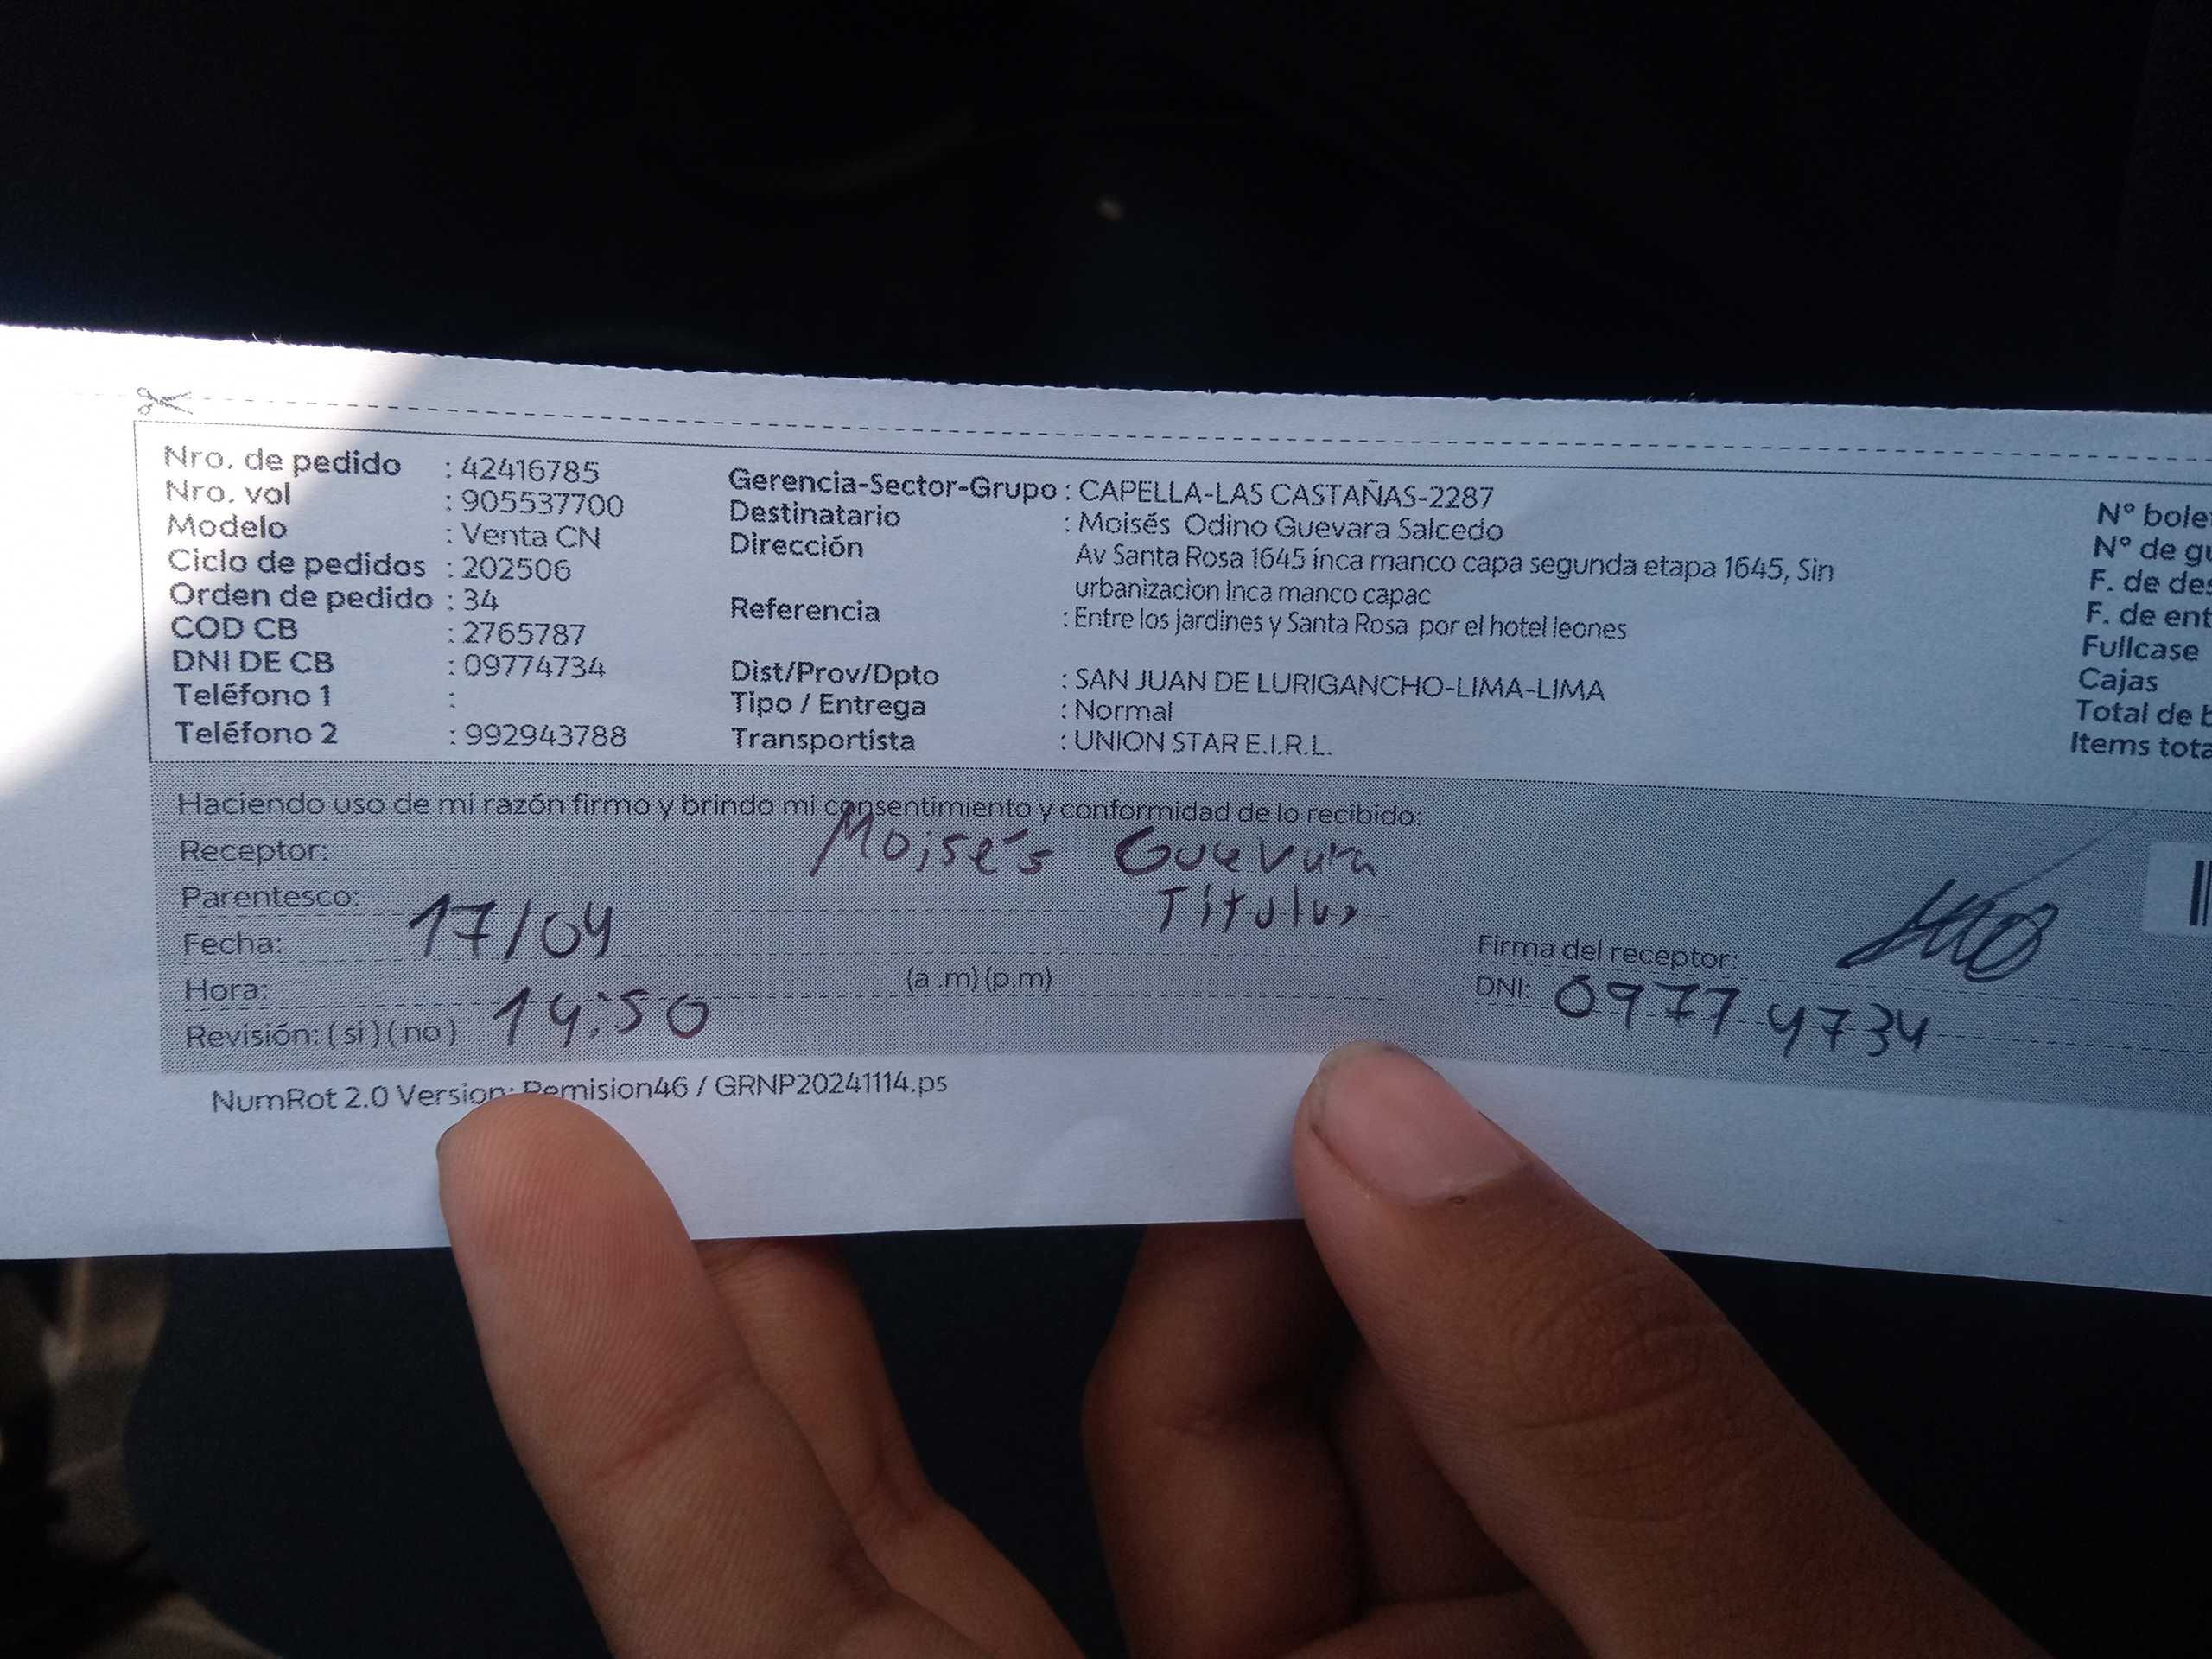 Nro. de pedido : 42416785
Nro. vol : 905537700
Modelo : Venta CN
Ciclo de pedidos : 202506
Orden de pedido : 34
COD CB : 2765787
DNI DE CB : 09774734
Teléfono 1 :
Teléfono 2 : 992943788
Gerencia-Sector-Grupo : CAPELLA-LAS CASTAÑAS-2287
Destinatario : Moisés Odino Guevara Salcedo
Dirección Av Santa Rosa 1645 inca manco capa segunda etapa 1645, Sin
urbanizacion Inca manco capac
Referencia : Entre los jardines y Santa Rosa por el hotel leones
Dist/Prov/Dpto : SAN JUAN DE LURIGANCHO-LIMA-LIMA
Tipo / Entrega : Normal
Transportista : UNION STAR E.I.R.L.
N° bole
N° de gu
F. de des
F. de ent
Fullcase
Cajas
Total de b
Items tota
Haciendo uso de mi razón firmo y brindo mi consentimiento y conformidad de lo recibido:
Receptor: Moisés Guevara
Parentesco: Titular
Fecha: 17/04
Hora: 14:50 (a .m) (p.m)
Revisión: ( si ) ( no )
Firma del receptor:
DNI: 09774734
NumRot 2.0 Version: Remision46 / GRNP20241114.ps